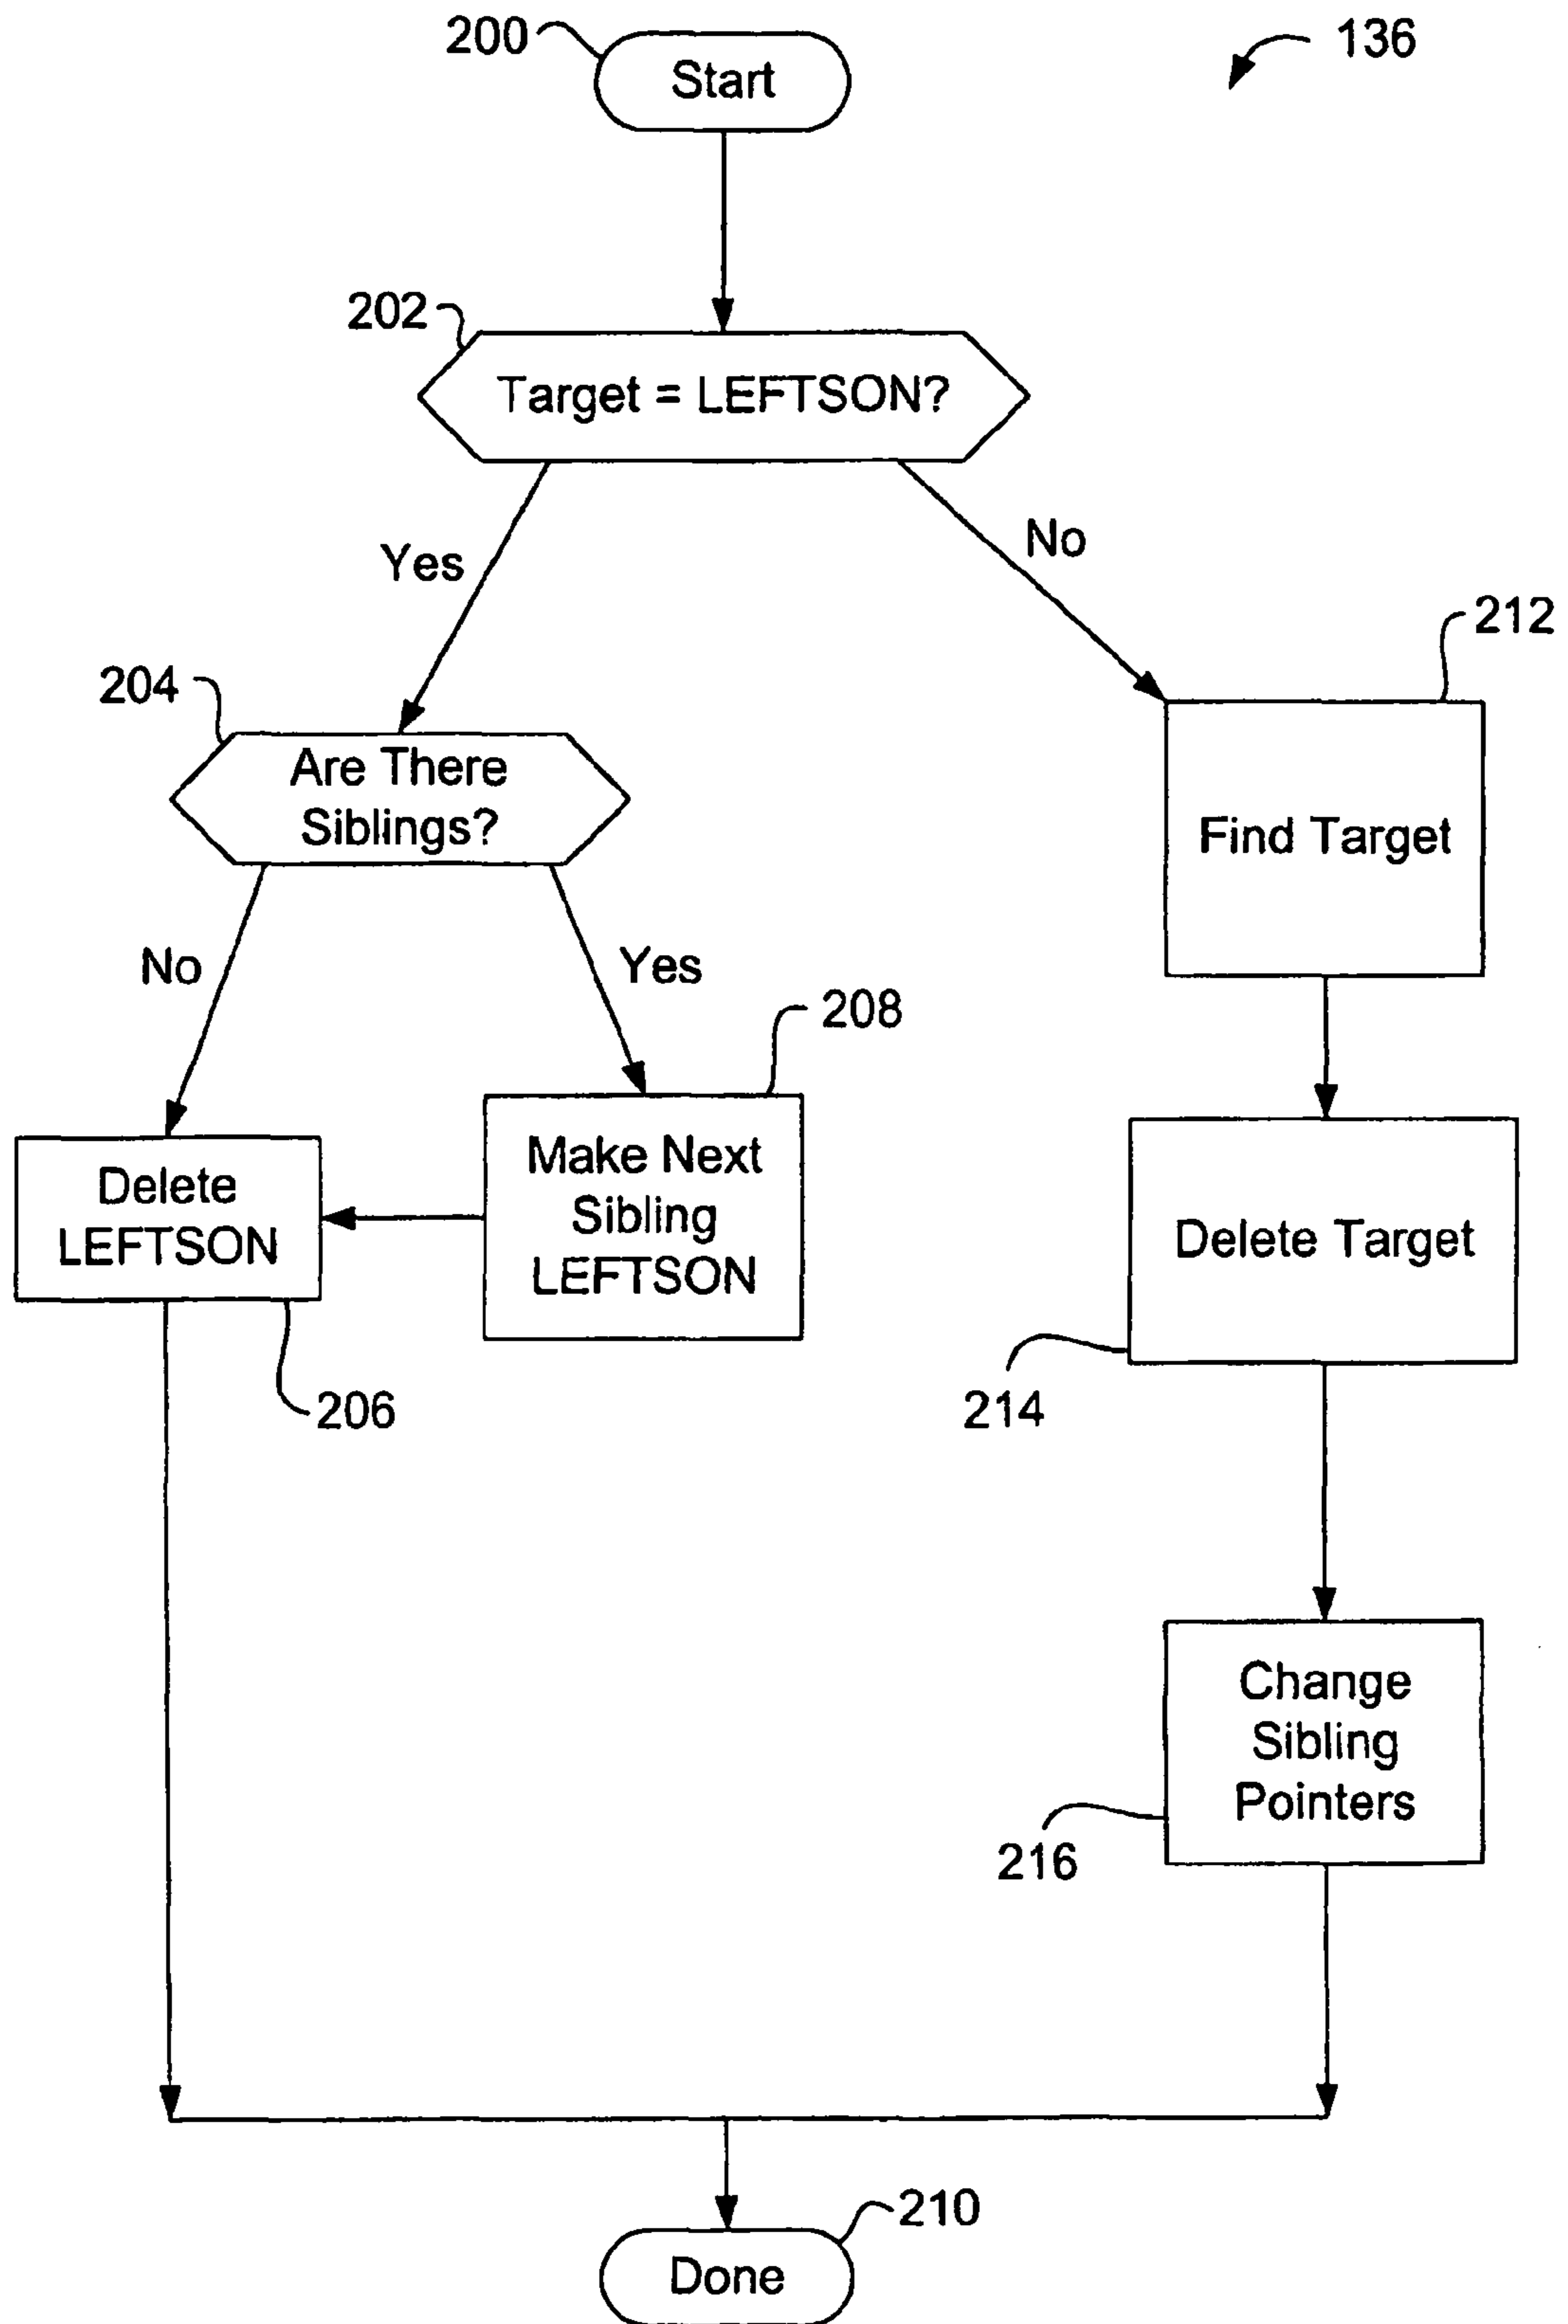 200
Start
136
202
Target = LEFTSON?
Yes
No
212
204
Are There
Siblings?
Find Target
No
Yes
208
Delete
LEFTSON
Make Next
Sibling
LEFTSON
Delete Target
206
214
Change
Sibling
Pointers
216
210
Done